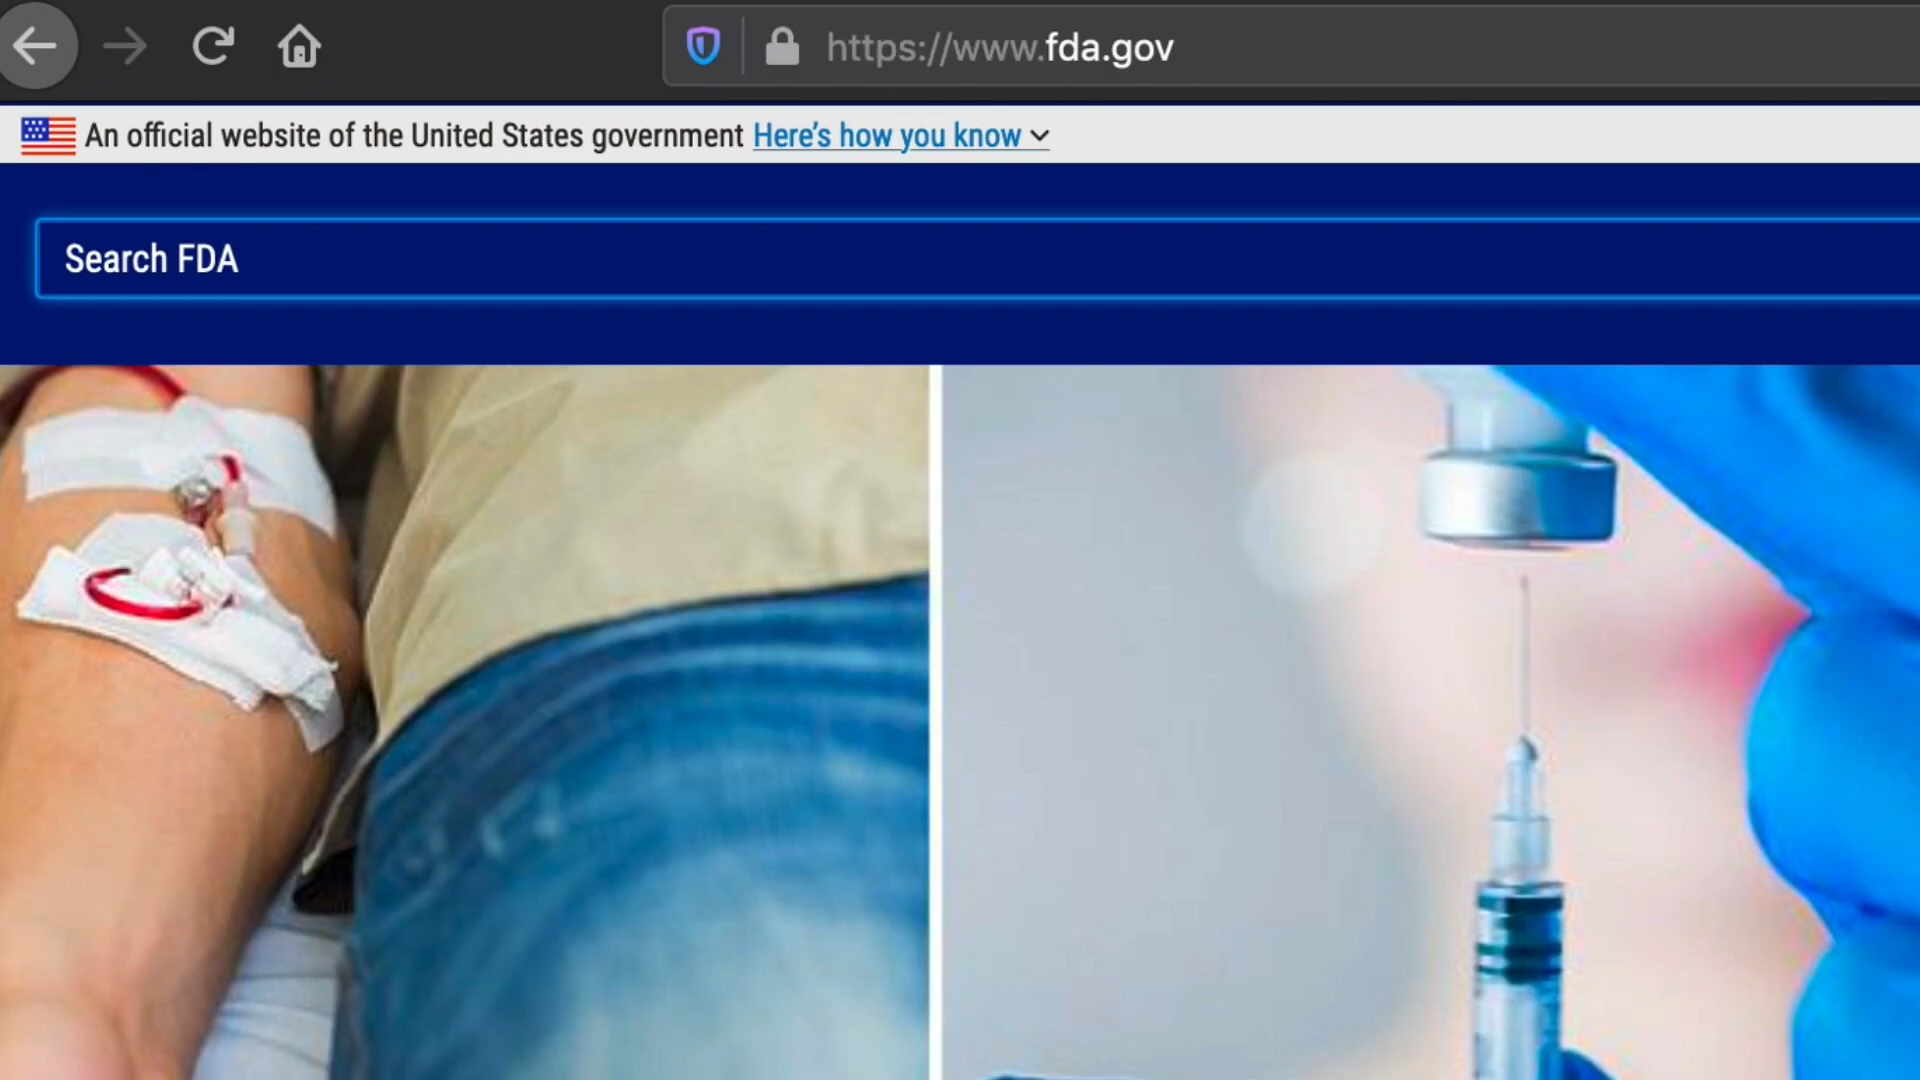 https://www.fda.gov
An official website of the United States government Here's how you know
Search FDA